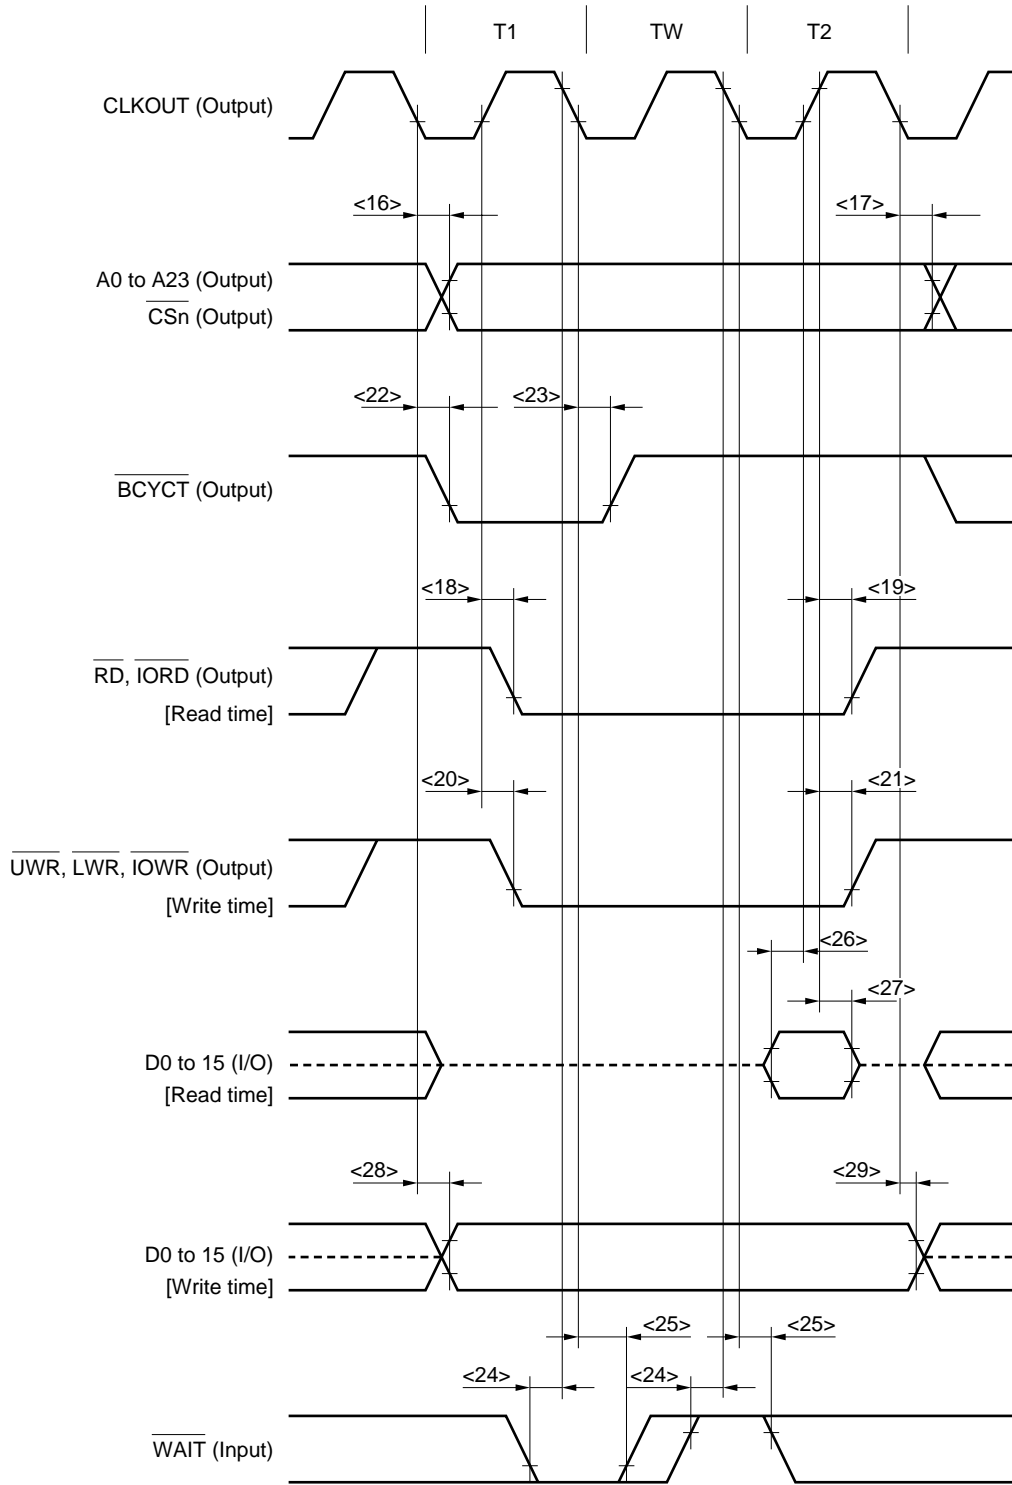 T1 TW T2
CLKOUT (Output)
<16> <17>
A0 to A23 (Output)
CSn (Output)
<22> <23>
BCYCT (Output)
<18> <19>
RD, IORD (Output)
[Read time]
<20> <21>
UWR, LWR, IOWR (Output)
[Write time]
<26>
<27>
D0 to 15 (I/O)
[Read time]
<28> <29>
D0 to 15 (I/O)
[Write time]
<25> <25>
<24> <24>
WAIT (Input)